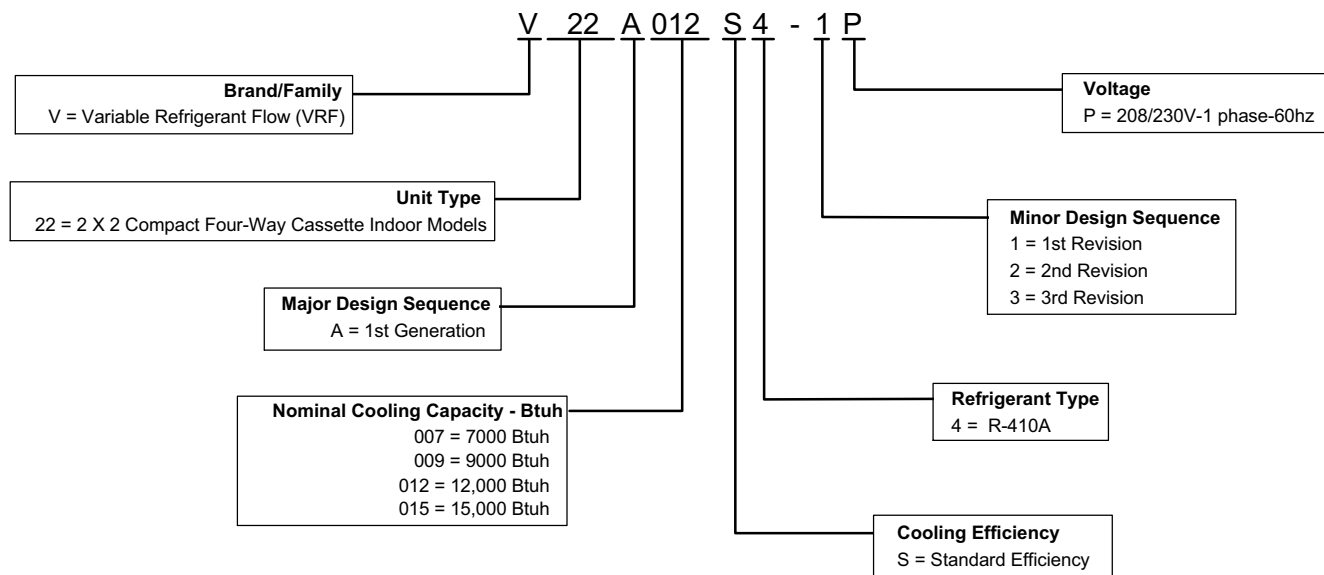 V 22 A 012 S 4 - 1 P
Brand/Family
V = Variable Refrigerant Flow (VRF)
Unit Type
22 = 2 X 2 Compact Four-Way Cassette Indoor Models
Major Design Sequence
A = 1st Generation
Nominal Cooling Capacity - Btuh
007 = 7000 Btuh
009 = 9000 Btuh
012 = 12,000 Btuh
015 = 15,000 Btuh
Voltage
P = 208/230V-1 phase-60hz
Minor Design Sequence
1 = 1st Revision
2 = 2nd Revision
3 = 3rd Revision
Refrigerant Type
4 = R-410A
Cooling Efficiency
S = Standard Efficiency